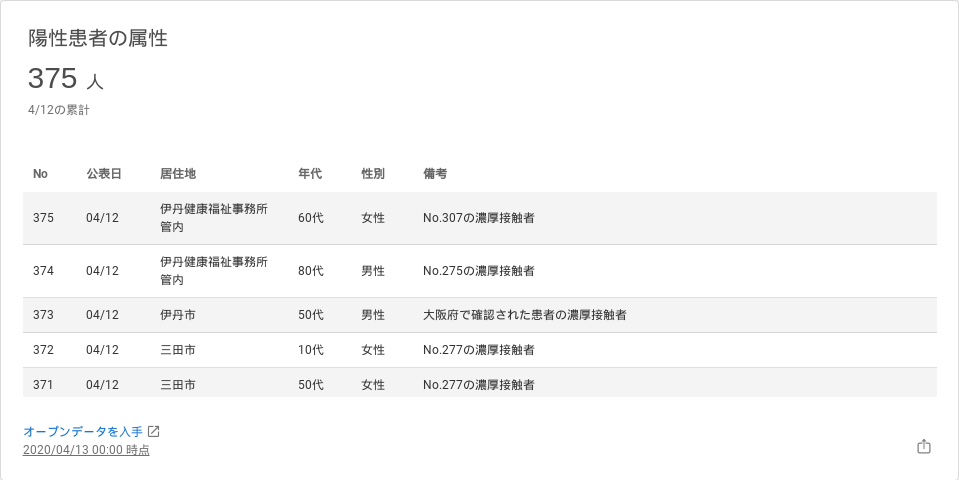 陽性患者の属性
375 人
4/12の累計
No 公表日 居住地 年代 性別 備考
375 04/12 伊丹健康福祉事務所管内 60代 女性 No.307の濃厚接触者
374 04/12 伊丹健康福祉事務所管内 80代 男性 No.275の濃厚接触者
373 04/12 伊丹市 50代 男性 大阪府で確認された患者の濃厚接触者
372 04/12 三田市 10代 女性 No.277の濃厚接触者
371 04/12 三田市 50代 女性 No.277の濃厚接触者
オープンデータを入手
2020/04/13 00:00 時点